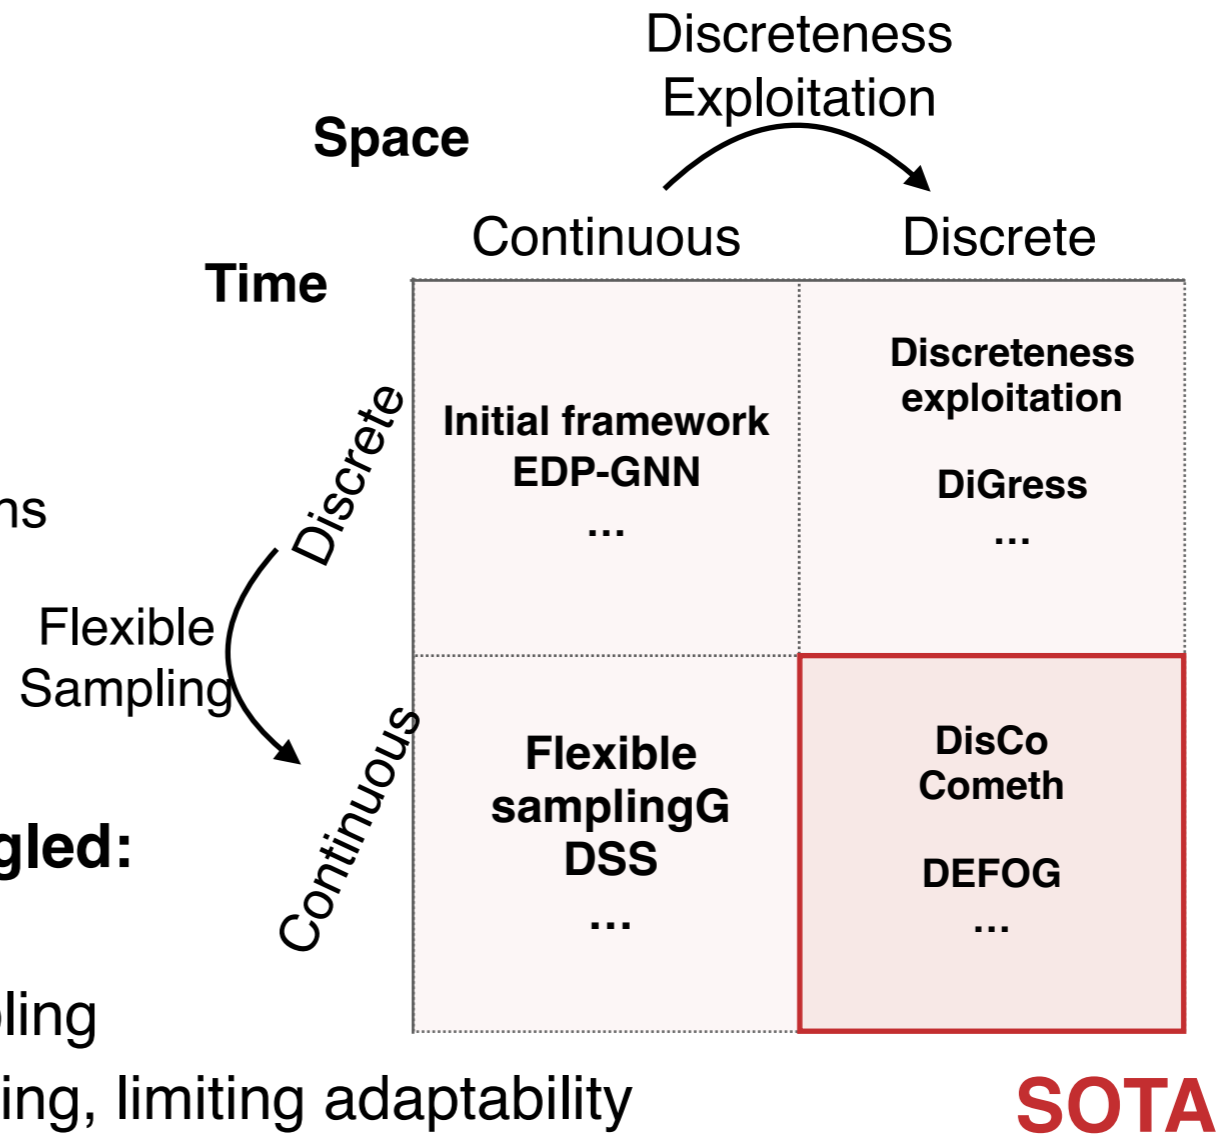 Discreteness
Exploitation
Space
Continuous Discrete
Time
Discrete
Initial framework
EDP-GNN
...
Discreteness
exploitation
DiGress
...
ns
Flexible
Sampling
Continuous
Flexible
samplingG
DSS
...
DisCo
Cometh
DEFOG
...
gled:
ling
ing, limiting adaptability
SOTA